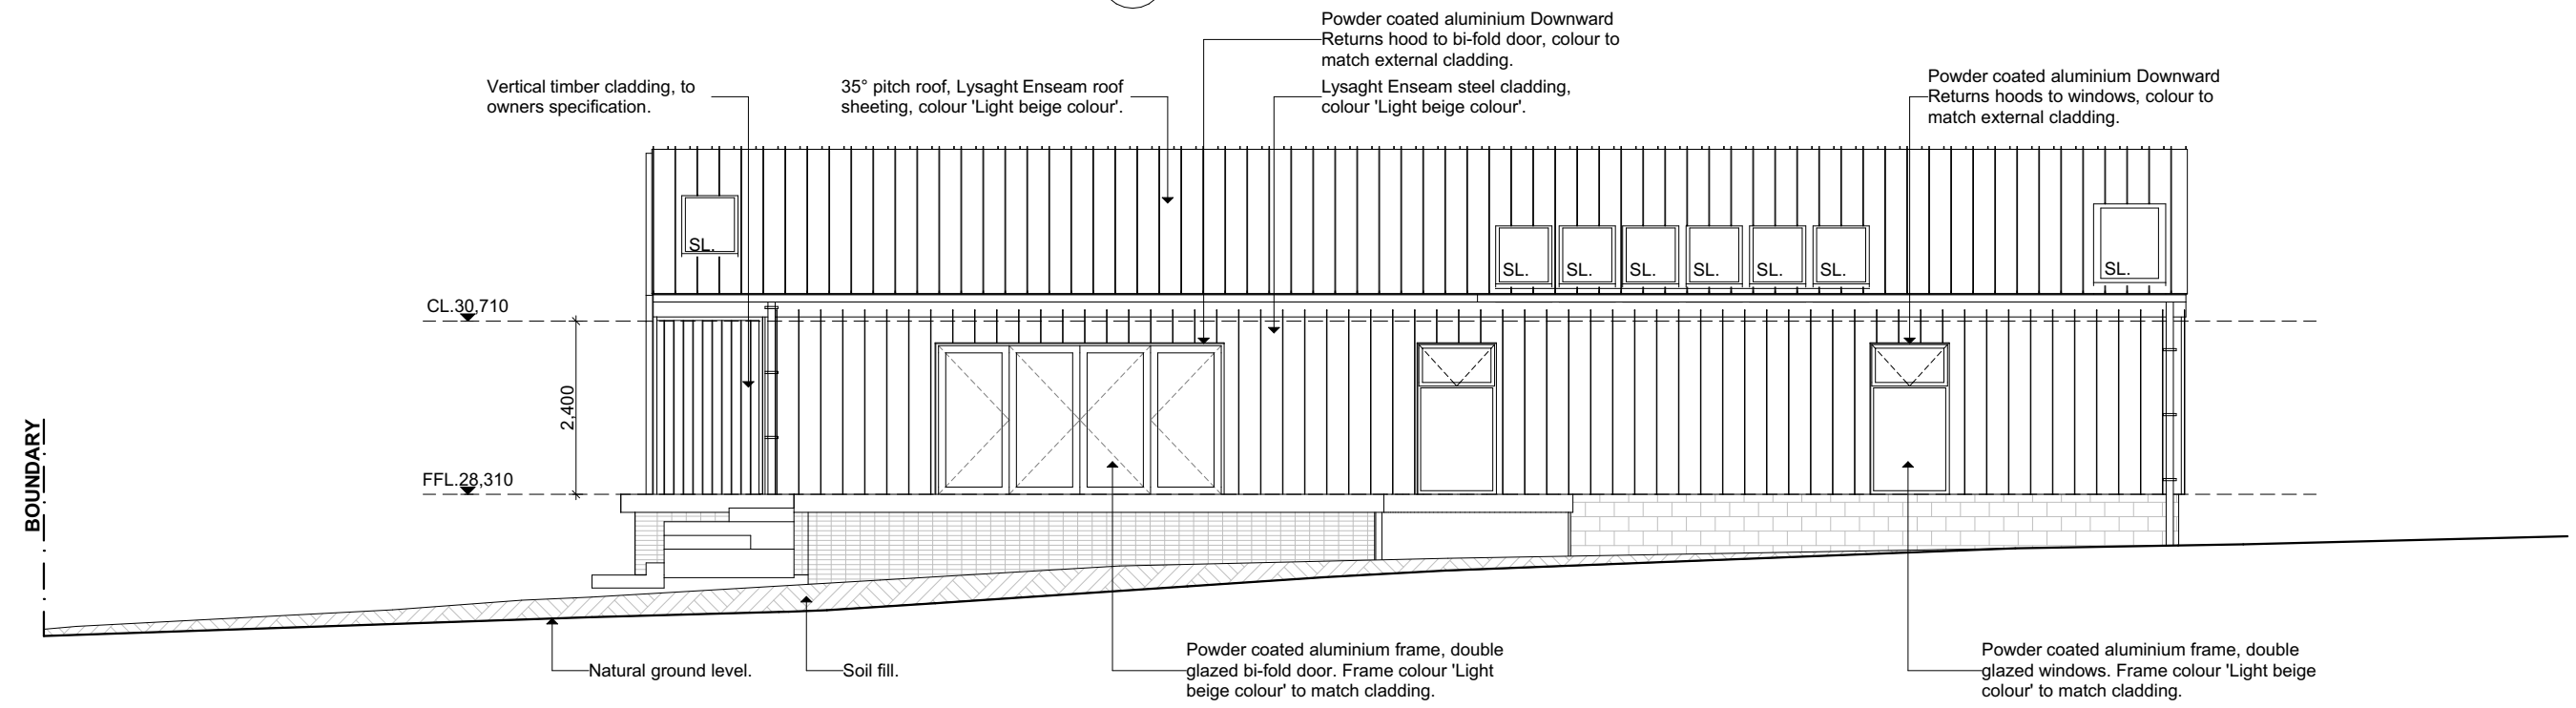 Powder coated aluminium Downward
Returns hood to bi-fold door, colour to
match external cladding.
Vertical timber cladding, to
owners specification.
35° pitch roof, Lysaght Enseam roof
sheeting, colour 'Light beige colour'.
Lysaght Enseam steel cladding,
colour 'Light beige colour'.
Powder coated aluminium Downward
Returns hoods to windows, colour to
match external cladding.
SL.
SL.
SL.
SL.
SL.
SL.
SL.
SL.
CL.30,710
2,400
FFL.28,310
BOUNDARY
Natural ground level.
Soil fill.
Powder coated aluminium frame, double
glazed bi-fold door. Frame colour 'Light
beige colour' to match cladding.
Powder coated aluminium frame, double
glazed windows. Frame colour 'Light beige
colour' to match cladding.